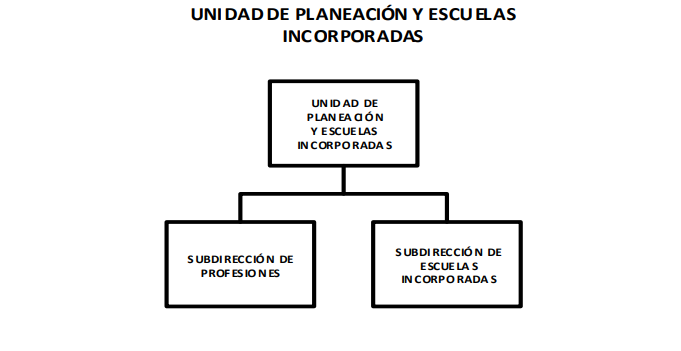 UNIDAD DE PLANEACIÓN Y ESCUELAS
INCORPORADAS
UNIDAD DE
PLANEACIÓN
Y ESCUELAS
INCORPORADAS
SUBDIRECCIÓN DE
PROFESIONES
SUBDIRECCIÓN DE
ESCUELAS
INCORPORADAS